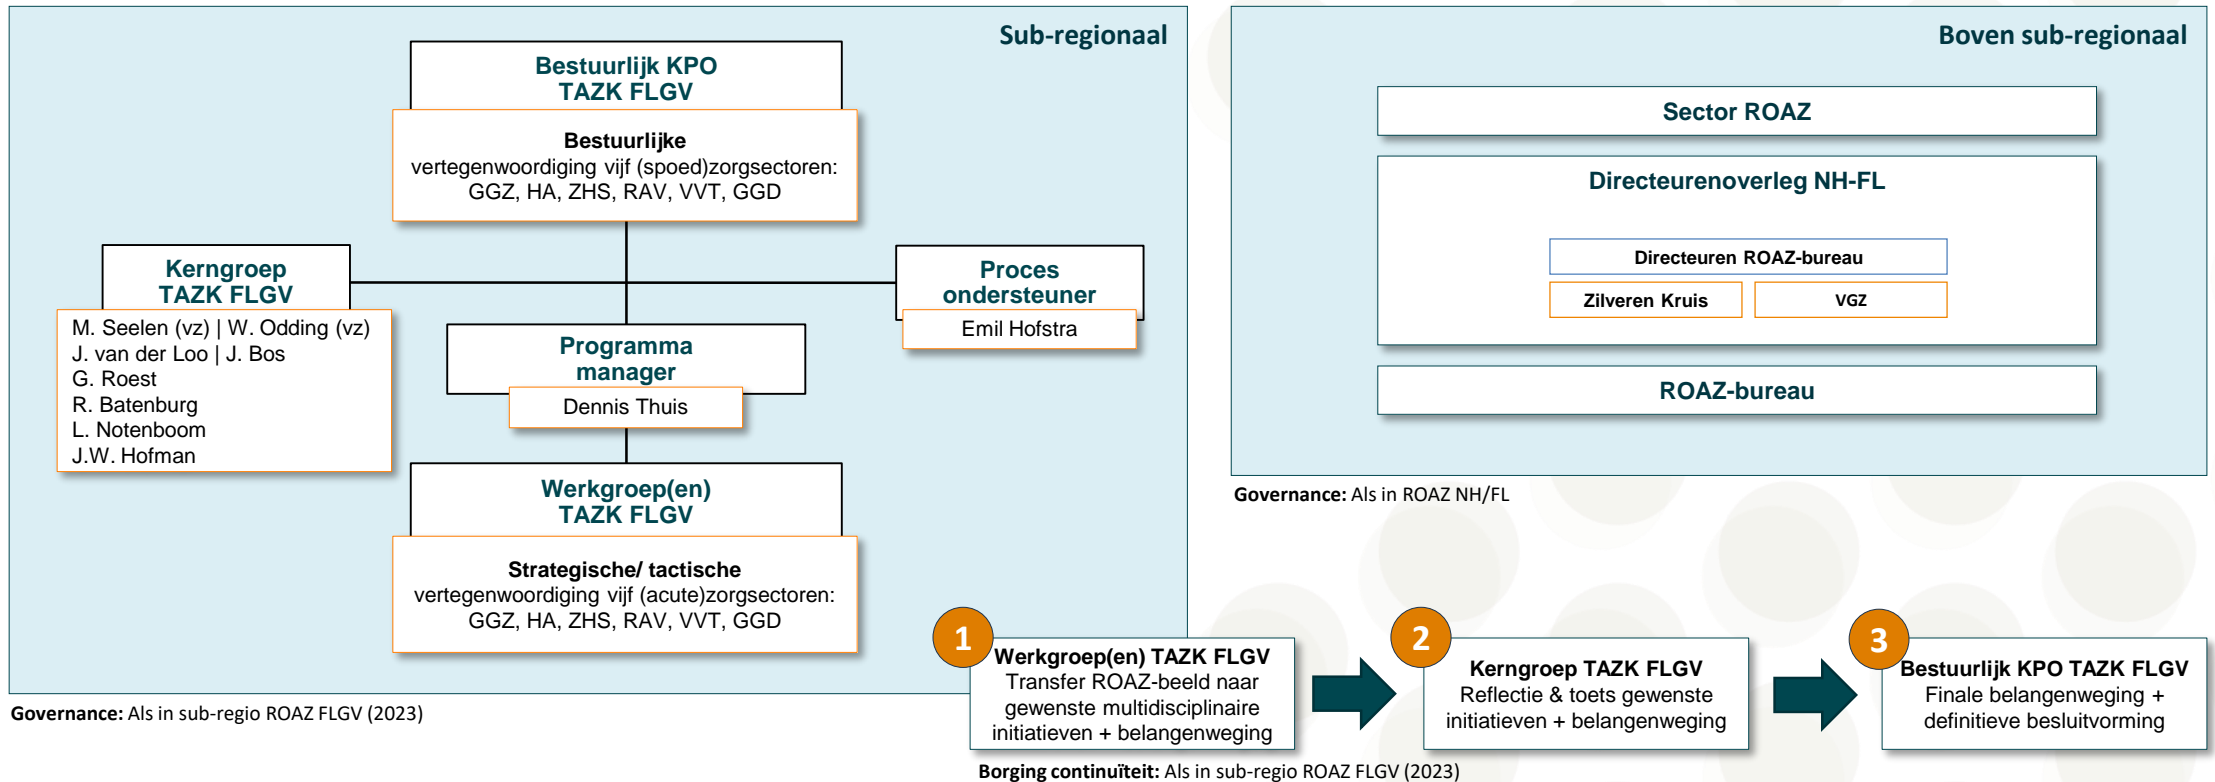 Sub-regionaal
Bestuurlijk KPO
TAZK FLGV
Bestuurlijke
vertegenwoordiging vijf (spoed)zorgsectoren:
GGZ, HA, ZHS, RAV, VVT, GGD
Kerngroep
TAZK FLGV
M. Seelen (vz) | W. Odding (vz)
J. van der Loo | J. Bos
G. Roest
R. Batenburg
L. Notenboom
J.W. Hofman
Proces
ondersteuner
Emil Hofstra
Programma
manager
Dennis Thuis
Werkgroep(en)
TAZK FLGV
Strategische/ tactische
vertegenwoordiging vijf (acute)zorgsectoren:
GGZ, HA, ZHS, RAV, VVT, GGD
Governance: Als in sub-regio ROAZ FLGV (2023)
Boven sub-regionaal
Sector ROAZ
Directeurenoverleg NH-FL
Directeuren ROAZ-bureau
Zilveren Kruis
VGZ
ROAZ-bureau
Governance: Als in ROAZ NH/FL
1
Werkgroep(en) TAZK FLGV
Transfer ROAZ-beeld naar
gewenste multidisciplinaire
initiatieven + belangenweging
2
Kerngroep TAZK FLGV
Reflectie & toets gewenste
initiatieven + belangenweging
3
Bestuurlijk KPO TAZK FLGV
Finale belangenweging +
definitieve besluitvorming
Borging continuïteit: Als in sub-regio ROAZ FLGV (2023)